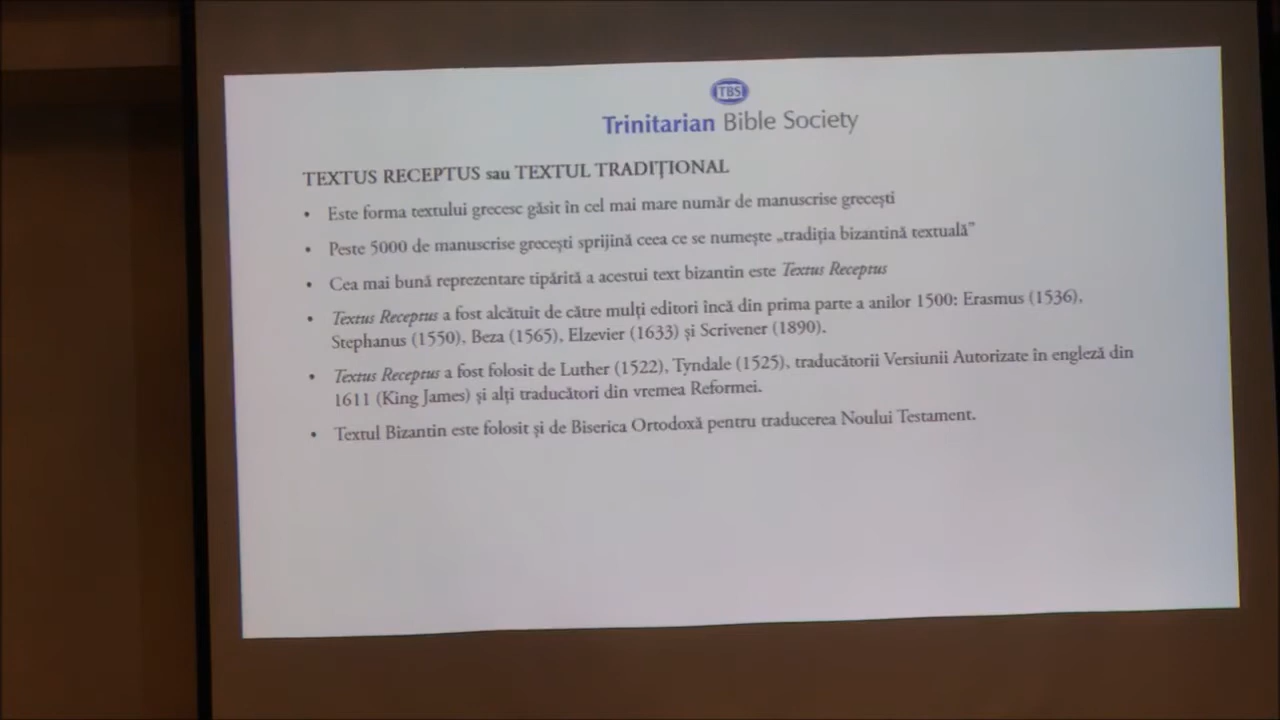 TBS
Trinitarian Bible Society
TEXTUS RECEPTUS sau TEXTUL TRADIȚIONAL
• Este forma textului grecesc găsit în cel mai mare număr de manuscrise grecești
• Peste 5000 de manuscrise grecești sprijină ceea ce se numește „tradiția bizantină textuală”
• Cea mai bună reprezentare tipărită a acestui text bizantin este Textus Receptus
• Textus Receptus a fost alcătuit de către mulți editori încă din prima parte a anilor 1500: Erasmus (1536),
Stephanus (1550), Beza (1565), Elzevier (1633) și Scrivener (1890).
• Textus Receptus a fost folosit de Luther (1522), Tyndale (1525), traducătorii Versiunii Autorizate în engleză din
1611 (King James) și alți traducători din vremea Reformei.
• Textul Bizantin este folosit și de Biserica Ortodoxă pentru traducerea Noului Testament.